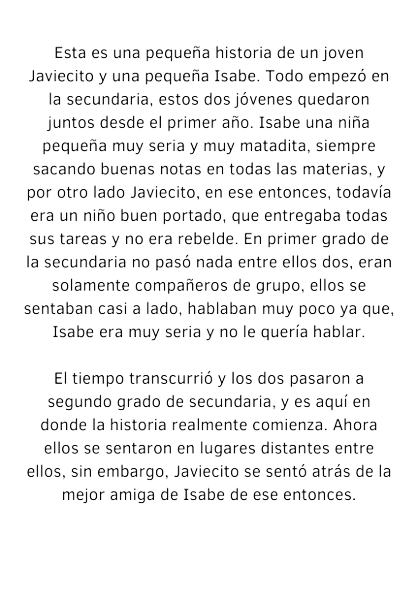 Esta es una pequeña historia de un joven
Javiecito y una pequeña Isabe. Todo empezó en
la secundaria, estos dos jóvenes quedaron
juntos desde el primer año. Isabe una niña
pequeña muy seria y muy matadita, siempre
sacando buenas notas en todas las materias, y
por otro lado Javiecito, en ese entonces, todavía
era un niño buen portado, que entregaba todas
sus tareas y no era rebelde. En primer grado de
la secundaria no pasó nada entre ellos dos, eran
solamente compañeros de grupo, ellos se
sentaban casi a lado, hablaban muy poco ya que,
Isabe era muy seria y no le quería hablar.

El tiempo transcurrió y los dos pasaron a
segundo grado de secundaria, y es aquí en
donde la historia realmente comienza. Ahora
ellos se sentaron en lugares distantes entre
ellos, sin embargo, Javiecito se sentó atrás de la
mejor amiga de Isabe de ese entonces.